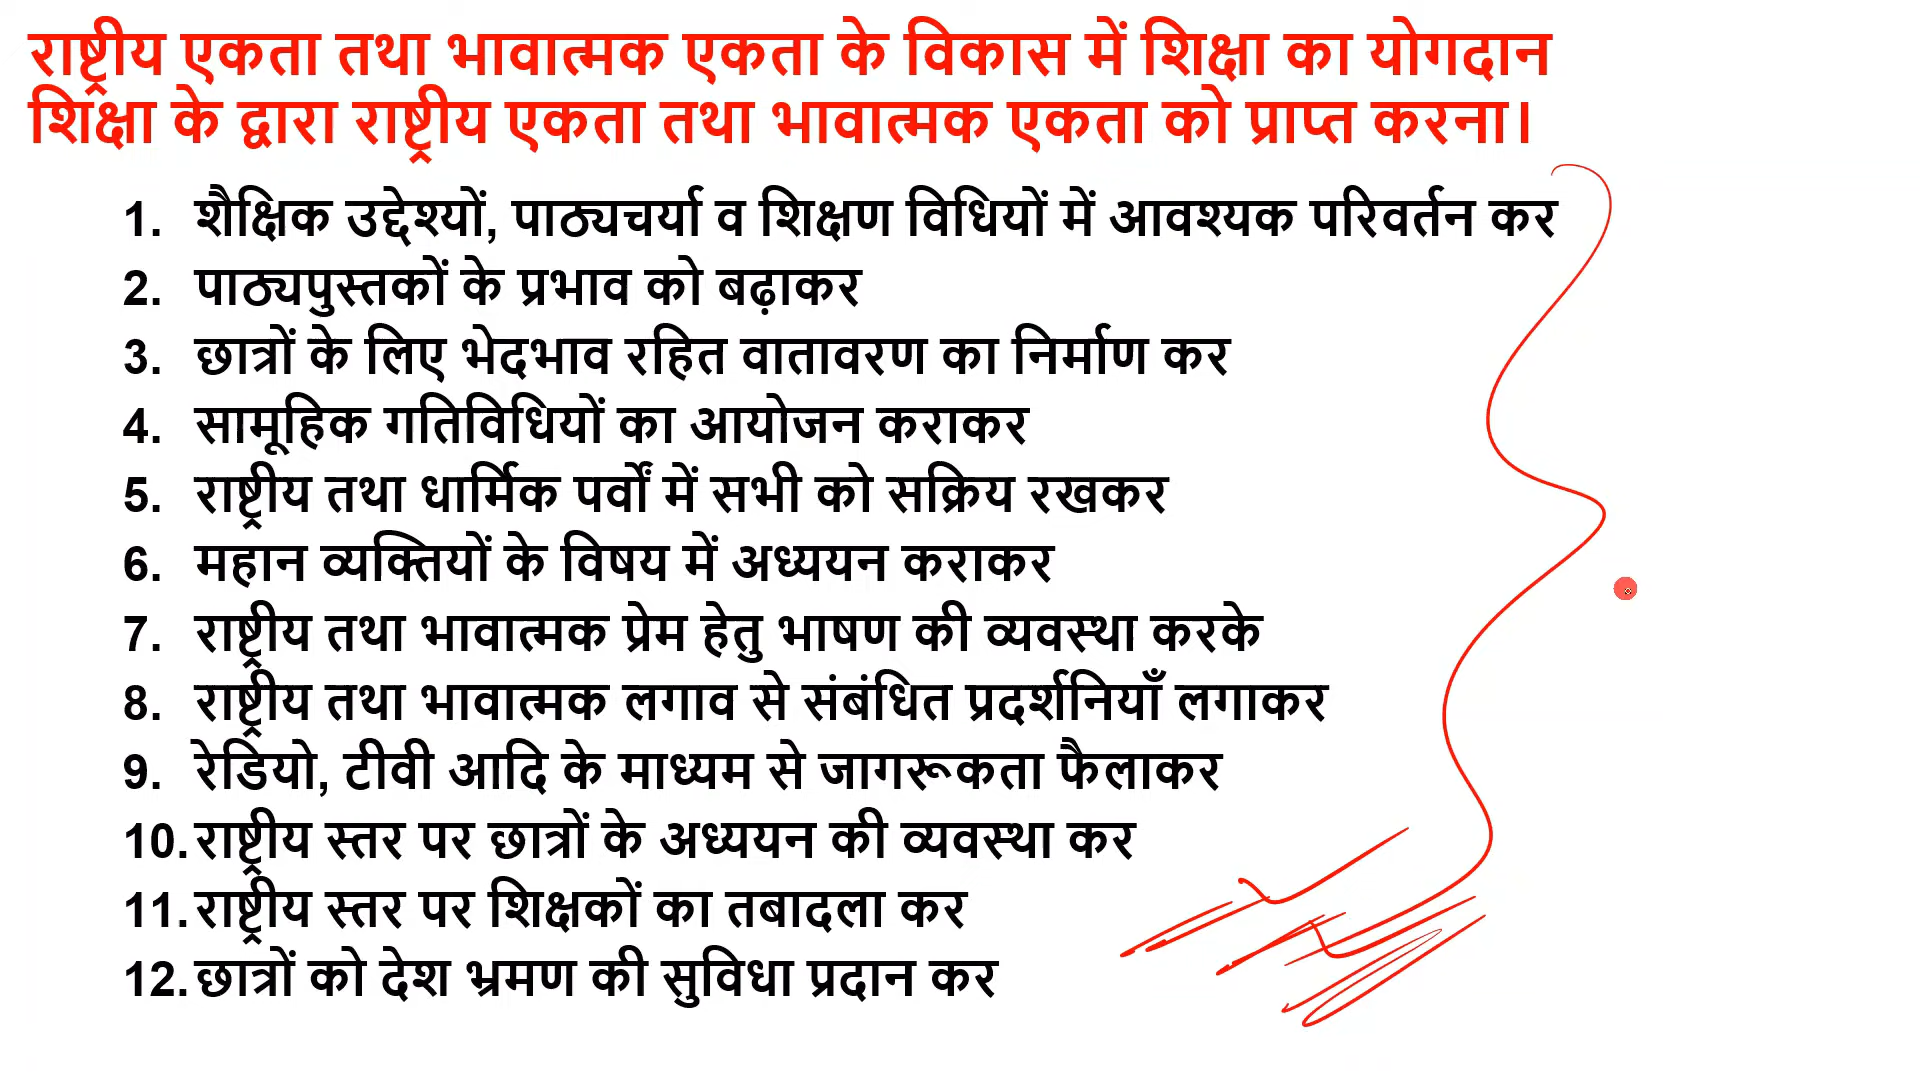 राष्ट्रीय एकता तथा भावात्मक एकता के विकास में शिक्षा का योगदान
शिक्षा के द्वारा राष्ट्रीय एकता तथा भावात्मक एकता को प्राप्त करना।
1. शैक्षिक उद्देश्यों, पाठ्यचर्या व शिक्षण विधियों में आवश्यक परिवर्तन कर
2. पाठ्यपुस्तकों के प्रभाव को बढ़ाकर
3. छात्रों के लिए भेदभाव रहित वातावरण का निर्माण कर
4. सामूहिक गतिविधियों का आयोजन कराकर
5. राष्ट्रीय तथा धार्मिक पर्वों में सभी को सक्रिय रखकर
6. महान व्यक्तियों के विषय में अध्ययन कराकर
7. राष्ट्रीय तथा भावात्मक प्रेम हेतु भाषण की व्यवस्था करके
8. राष्ट्रीय तथा भावात्मक लगाव से संबंधित प्रदर्शनियाँ लगाकर
9. रेडियो, टीवी आदि के माध्यम से जागरूकता फैलाकर
10. राष्ट्रीय स्तर पर छात्रों के अध्ययन की व्यवस्था कर
11. राष्ट्रीय स्तर पर शिक्षकों का तबादला कर
12. छात्रों को देश भ्रमण की सुविधा प्रदान कर